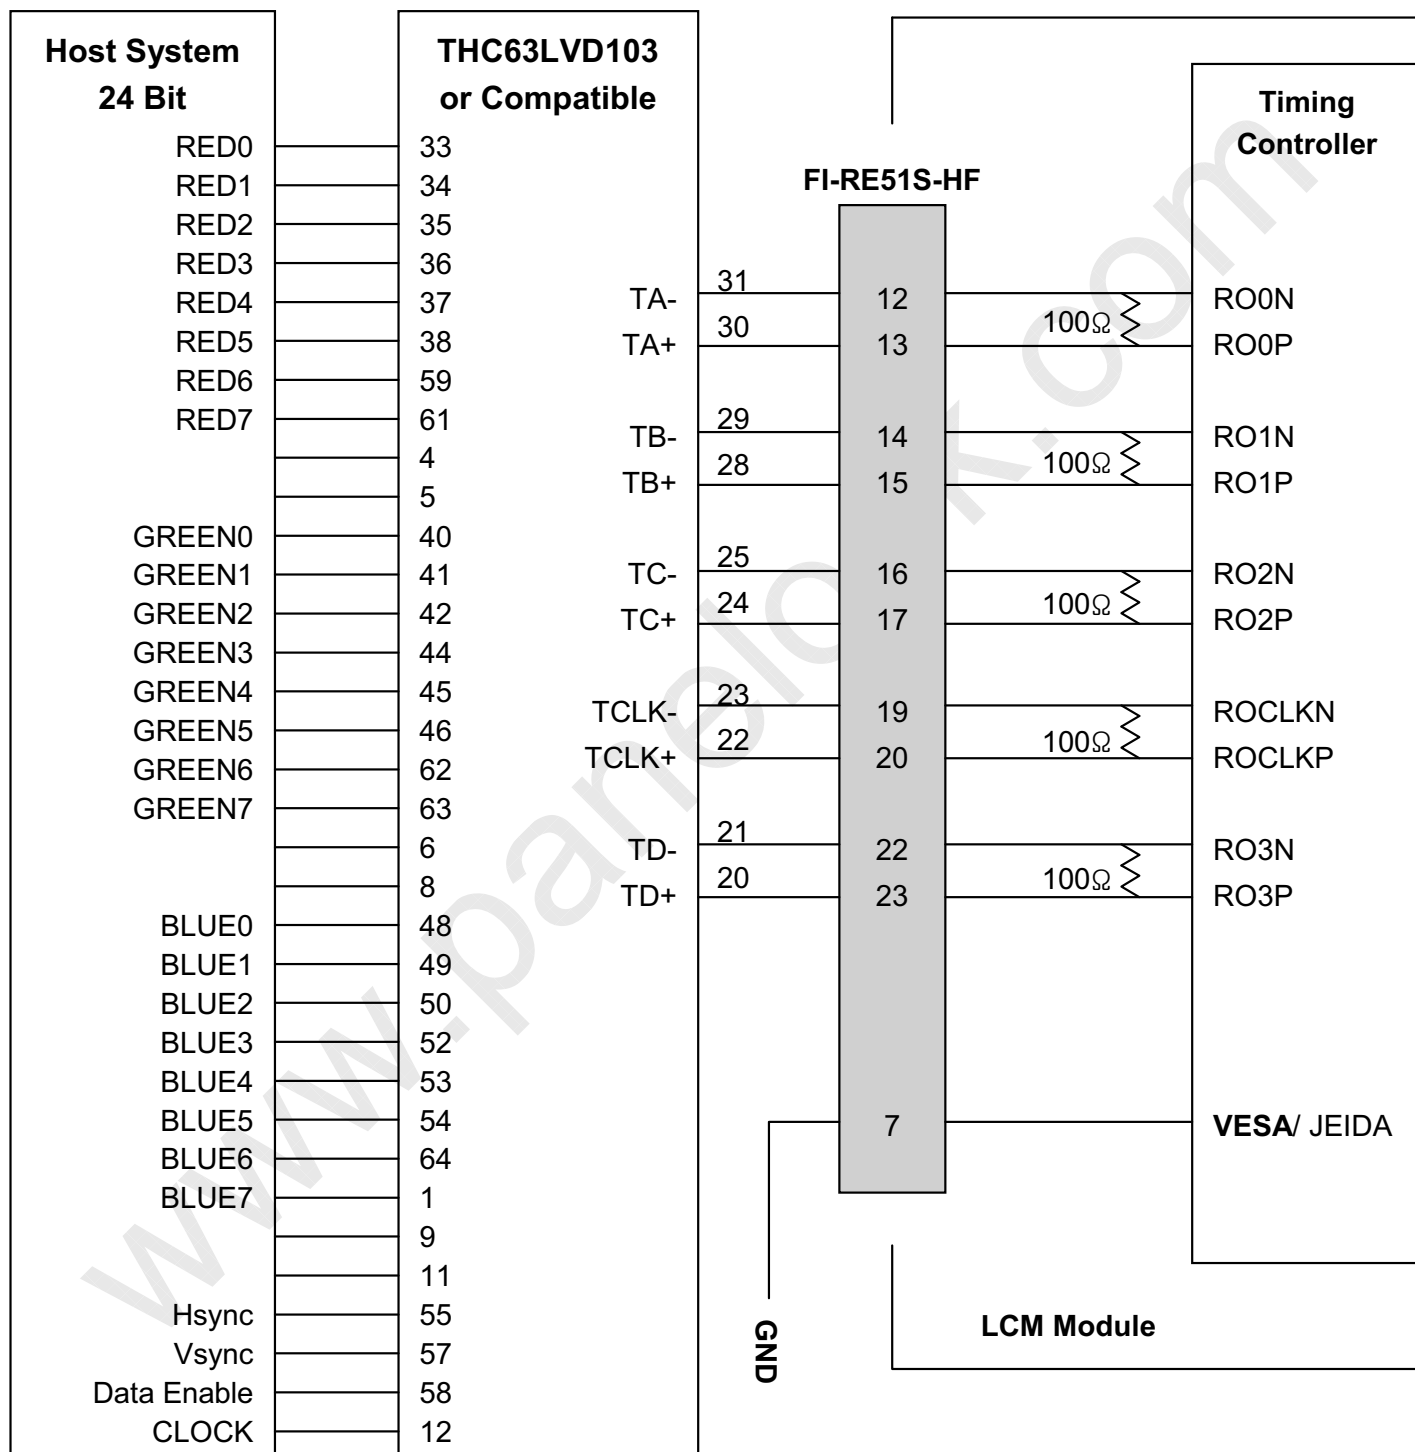 Host System
24 Bit
RED0
RED1
RED2
RED3
RED4
RED5
RED6
RED7
GREEN0
GREEN1
GREEN2
GREEN3
GREEN4
GREEN5
GREEN6
GREEN7
BLUE0
BLUE1
BLUE2
BLUE3
BLUE4
BLUE5
BLUE6
BLUE7
Hsync
Vsync
Data Enable
CLOCK
THC63LVD103
or Compatible
33
34
35
36
37
38
59
61
4
5
40
41
42
44
45
46
62
63
6
8
48
49
50
52
53
54
64
1
9
11
55
57
58
12
TA-
TA+
TB-
TB+
TC-
TC+
TCLK-
TCLK+
TD-
TD+
31
30
29
28
25
24
23
22
21
20
GND
FI-RE51S-HF
12
13
14
15
16
17
19
20
22
23
7
100Ω
100Ω
100Ω
100Ω
100Ω
Timing
Controller
RO0N
RO0P
RO1N
RO1P
RO2N
RO2P
ROCLKN
ROCLKP
RO3N
RO3P
VESA/ JEIDA
LCM Module